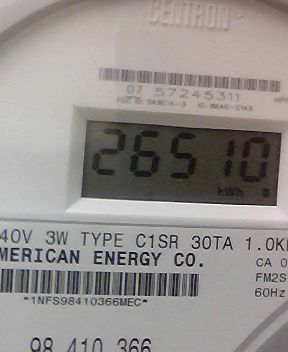 CENTRON
07 57245311
26510
kWh
40V 3W TYPE C1SR 30TA 1.0K
MERICAN ENERGY CO.
CA 0
FM2S
60Hz
*1NFS98410366MEC*
98 410 366